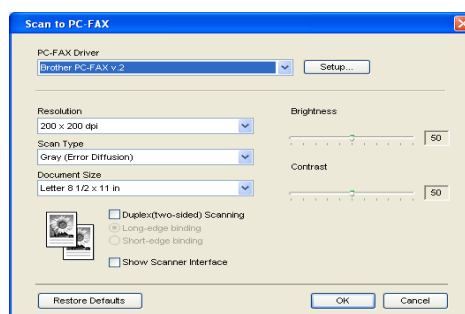 Scan to PC-FAX
PC-FAX Driver
Brother PC-FAX v.2
Setup...
Resolution
200 x 200 dpi
Scan Type
Gray (Error Diffusion)
Document Size
Letter 8 1/2 x 11 in
Brightness
50
Contrast
50
Duplex(two-sided) Scanning
Long-edge binding
Short-edge binding
Show Scanner Interface
Restore Defaults
OK
Cancel